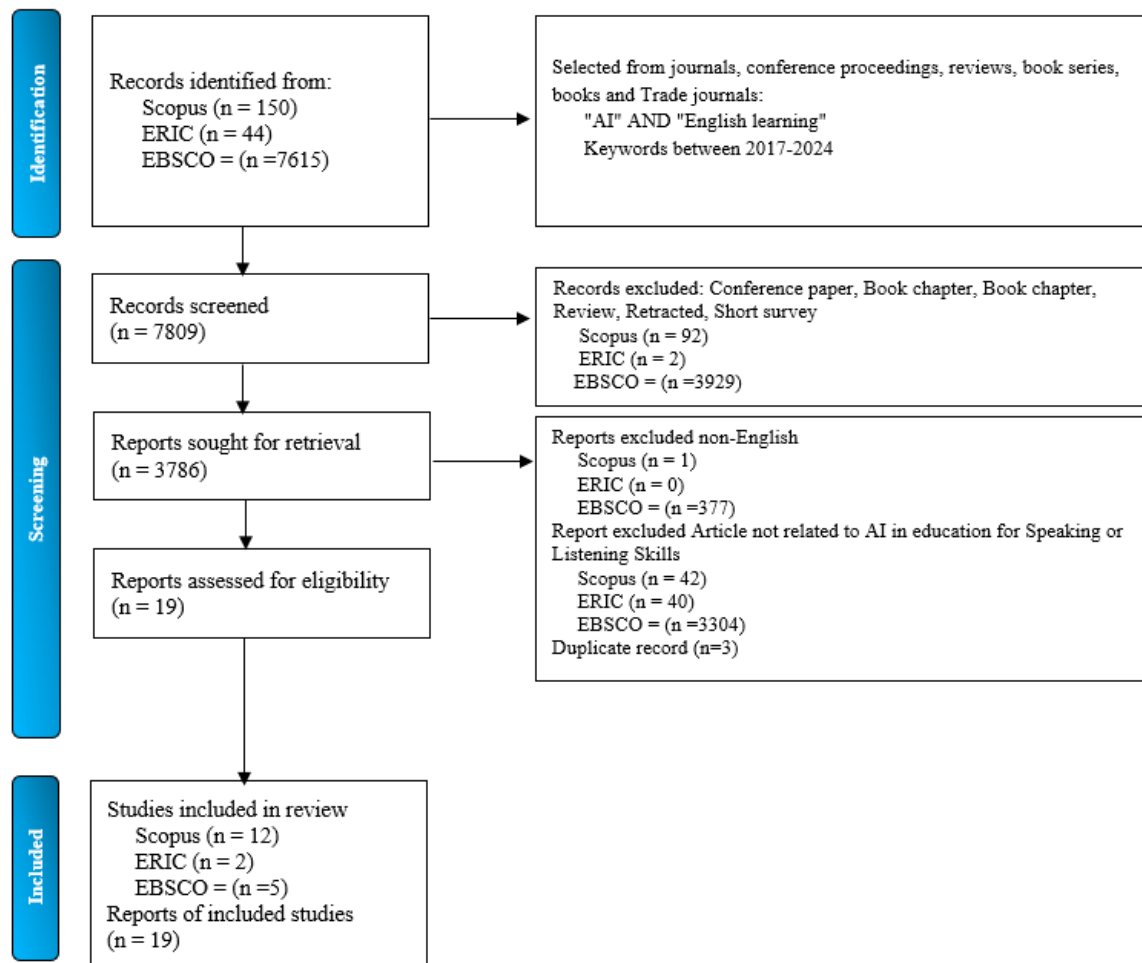 Identification
Records identified from:
Scopus (n = 150)
ERIC (n = 44)
EBSCO = (n =7615)
Selected from journals, conference proceedings, reviews, book series,
books and Trade journals:
"AI" AND "English learning"
Keywords between 2017-2024
Screening
Records screened
(n = 7809)
Records excluded: Conference paper, Book chapter, Book chapter,
Review, Retracted, Short survey
Scopus (n = 92)
ERIC (n = 2)
EBSCO = (n =3929)
Reports sought for retrieval
(n = 3786)
Reports excluded non-English
Scopus (n = 1)
ERIC (n = 0)
EBSCO = (n =377)
Report excluded Article not related to AI in education for Speaking or
Listening Skills
Scopus (n = 42)
ERIC (n = 40)
EBSCO = (n =3304)
Duplicate record (n=3)
Reports assessed for eligibility
(n = 19)
Included
Studies included in review
Scopus (n = 12)
ERIC (n = 2)
EBSCO = (n =5)
Reports of included studies
(n = 19)